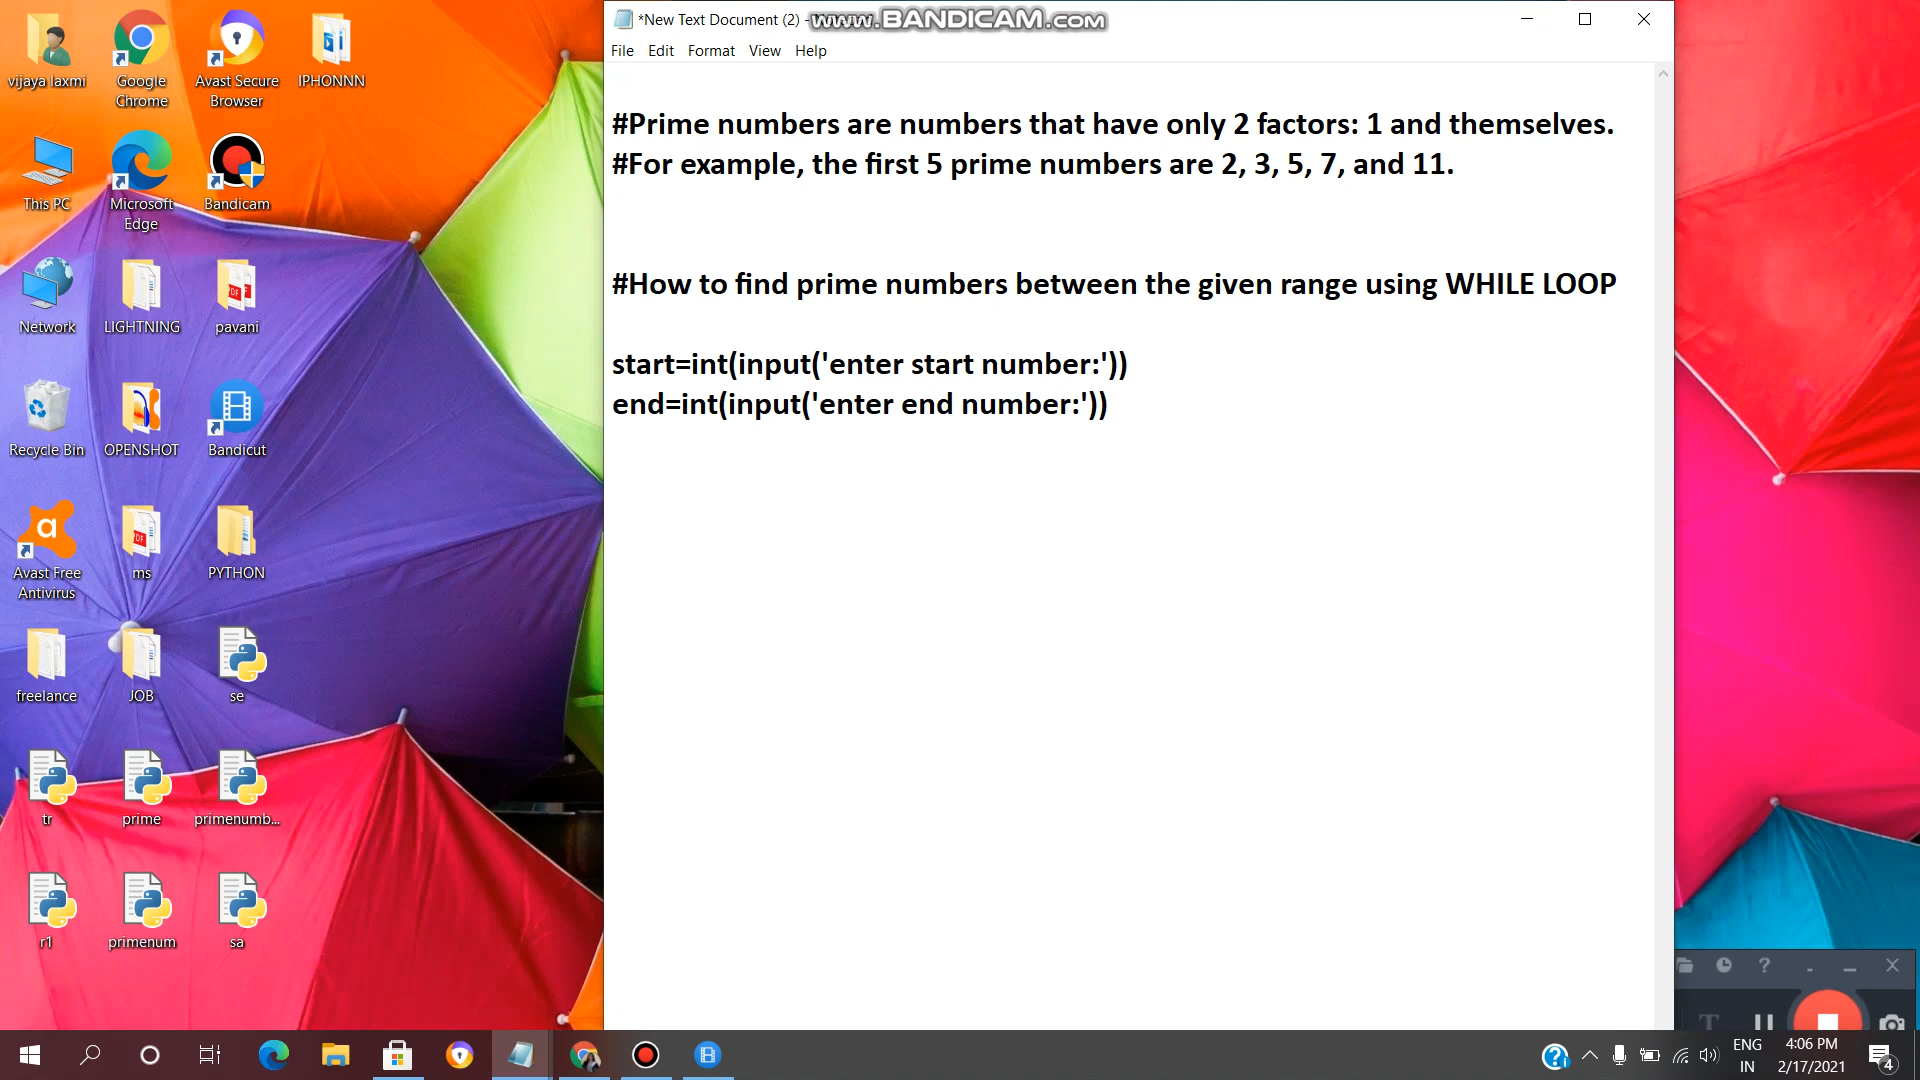 *New Text Document (2) -
www.BANDICAM.COM
File Edit Format View Help
#Prime numbers are numbers that have only 2 factors: 1 and themselves.
#For example, the first 5 prime numbers are 2, 3, 5, 7, and 11.
#How to find prime numbers between the given range using WHILE LOOP
start=int(input('enter start number:'))
end=int(input('enter end number:'))
vijaya laxmi
Google Chrome
Avast Secure Browser
IPHONNN
This PC
Microsoft Edge
Bandicam
Network
LIGHTNING
pavani
Recycle Bin
OPENSHOT
Bandicut
Avast Free Antivirus
ms
PYTHON
freelance
JOB
se
tr
prime
primenumb...
r1
primenum
sa
ENG
IN
4:06 PM
2/17/2021
4